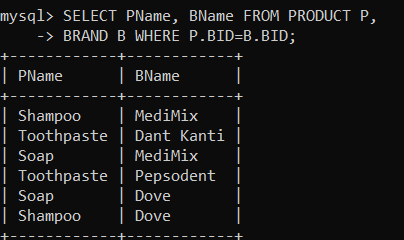 mysql> SELECT PName, BName FROM PRODUCT P,
    -> BRAND B WHERE P.BID=B.BID;
+------------+------------+
| PName      | BName      |
+------------+------------+
| Shampoo    | MediMix    |
| Toothpaste | Dant Kanti |
| Soap       | MediMix    |
| Toothpaste | Pepsodent  |
| Soap       | Dove       |
| Shampoo    | Dove       |
+------------+------------+